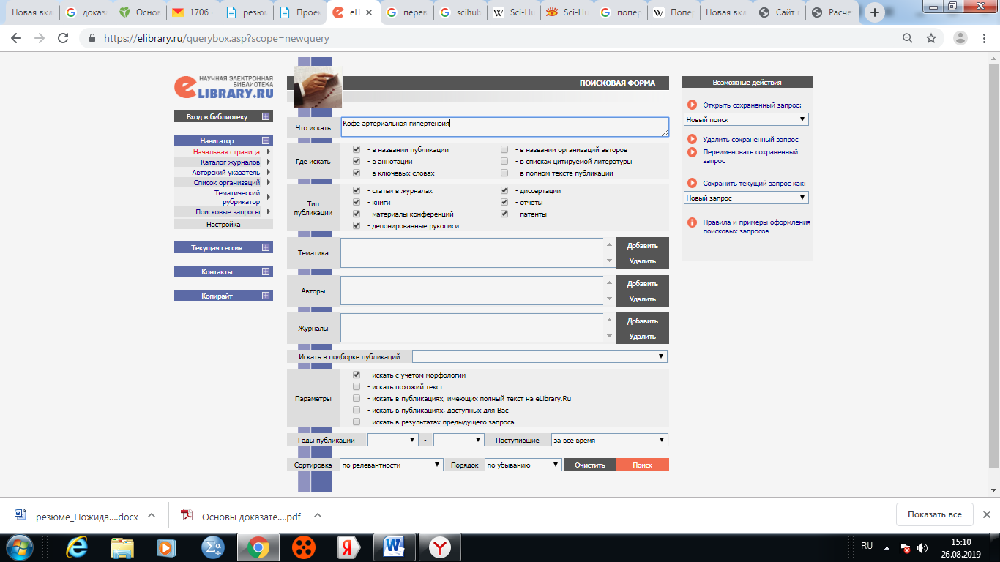 Новая вкл
доказ
Основ
1706
резюм
Проек
eLI
перев
scihub
Sci-Hu
Sci-Hu
попер
Попер
Новая вкл
Сайт г
Расче
https://elibrary.ru/querybox.asp?scope=newquery
НАУЧНАЯ ЭЛЕКТРОННАЯ
БИБЛИОТЕКА
eLIBRARY.RU
Вход в библиотеку
Навигатор
Начальная страница
Каталог журналов
Авторский указатель
Список организаций
Тематический
рубрикатор
Поисковые запросы
Настройка
Текущая сессия
Контакты
Копирайт
ПОИСКОВАЯ ФОРМА
Что искать
Кофе артериальная гипертензия
Где искать
- в названии публикации
- в названии организаций авторов
- в аннотации
- в списках цитируемой литературы
- в ключевых словах
- в полном тексте публикации
Тип
публикации
- статьи в журналах
- диссертации
- книги
- отчеты
- материалы конференций
- патенты
- депонированные рукописи
Тематика
Добавить
Удалить
Авторы
Добавить
Удалить
Журналы
Добавить
Удалить
Искать в подборке публикаций
Параметры
- искать с учетом морфологии
- искать похожий текст
- искать в публикациях, имеющих полный текст на eLibrary.Ru
- искать в публикациях, доступных для Вас
- искать в результатах предыдущего запроса
Годы публикации
-
Поступившие
за все время
Сортировка
по релевантности
Порядок
по убыванию
Очистить
Поиск
Возможные действия
Открыть сохраненный запрос:
Новый поиск
Удалить сохраненный запрос
Переименовать сохраненный
запрос
Сохранить текущий запрос как:
Новый запрос
Правила и примеры оформления
поисковых запросов
резюме_Пожида....docx
Основы доказате....pdf
Показать все
RU
15:10
26.08.2019